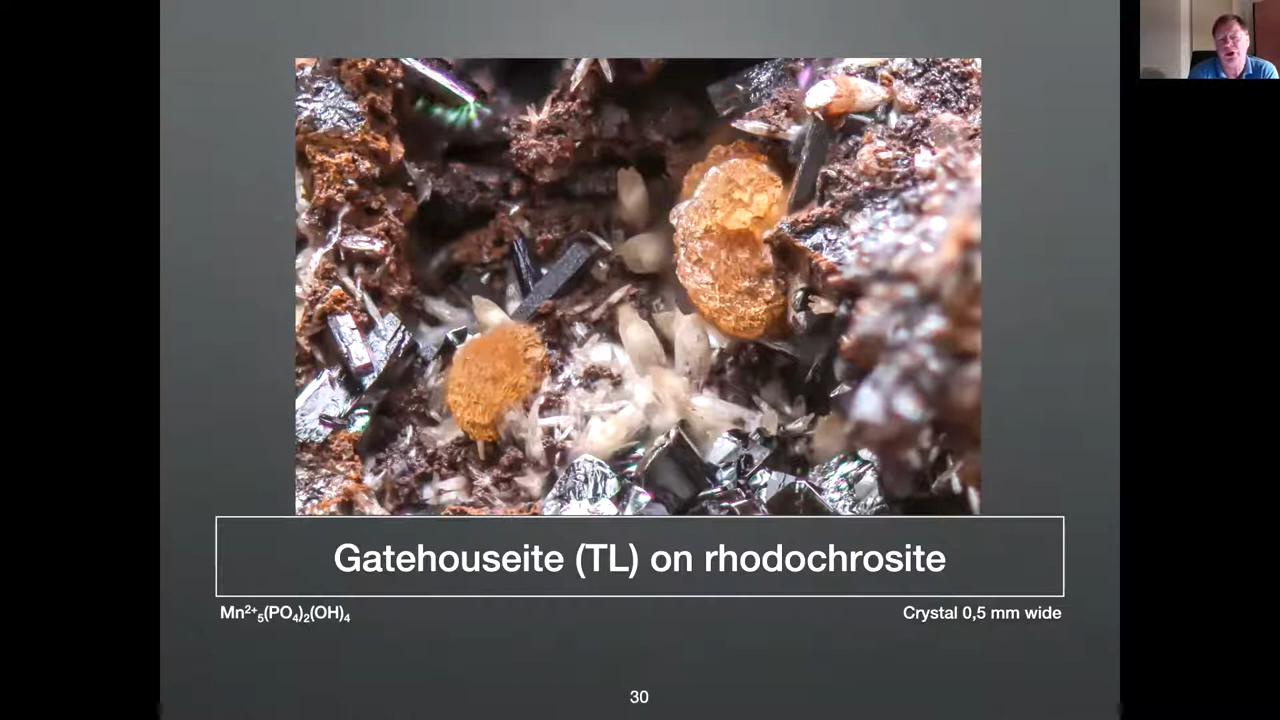 Gatehouseite (TL) on rhodochrosite
Mn²⁺₅(PO₄)₂(OH)₄
Crystal 0,5 mm wide
30